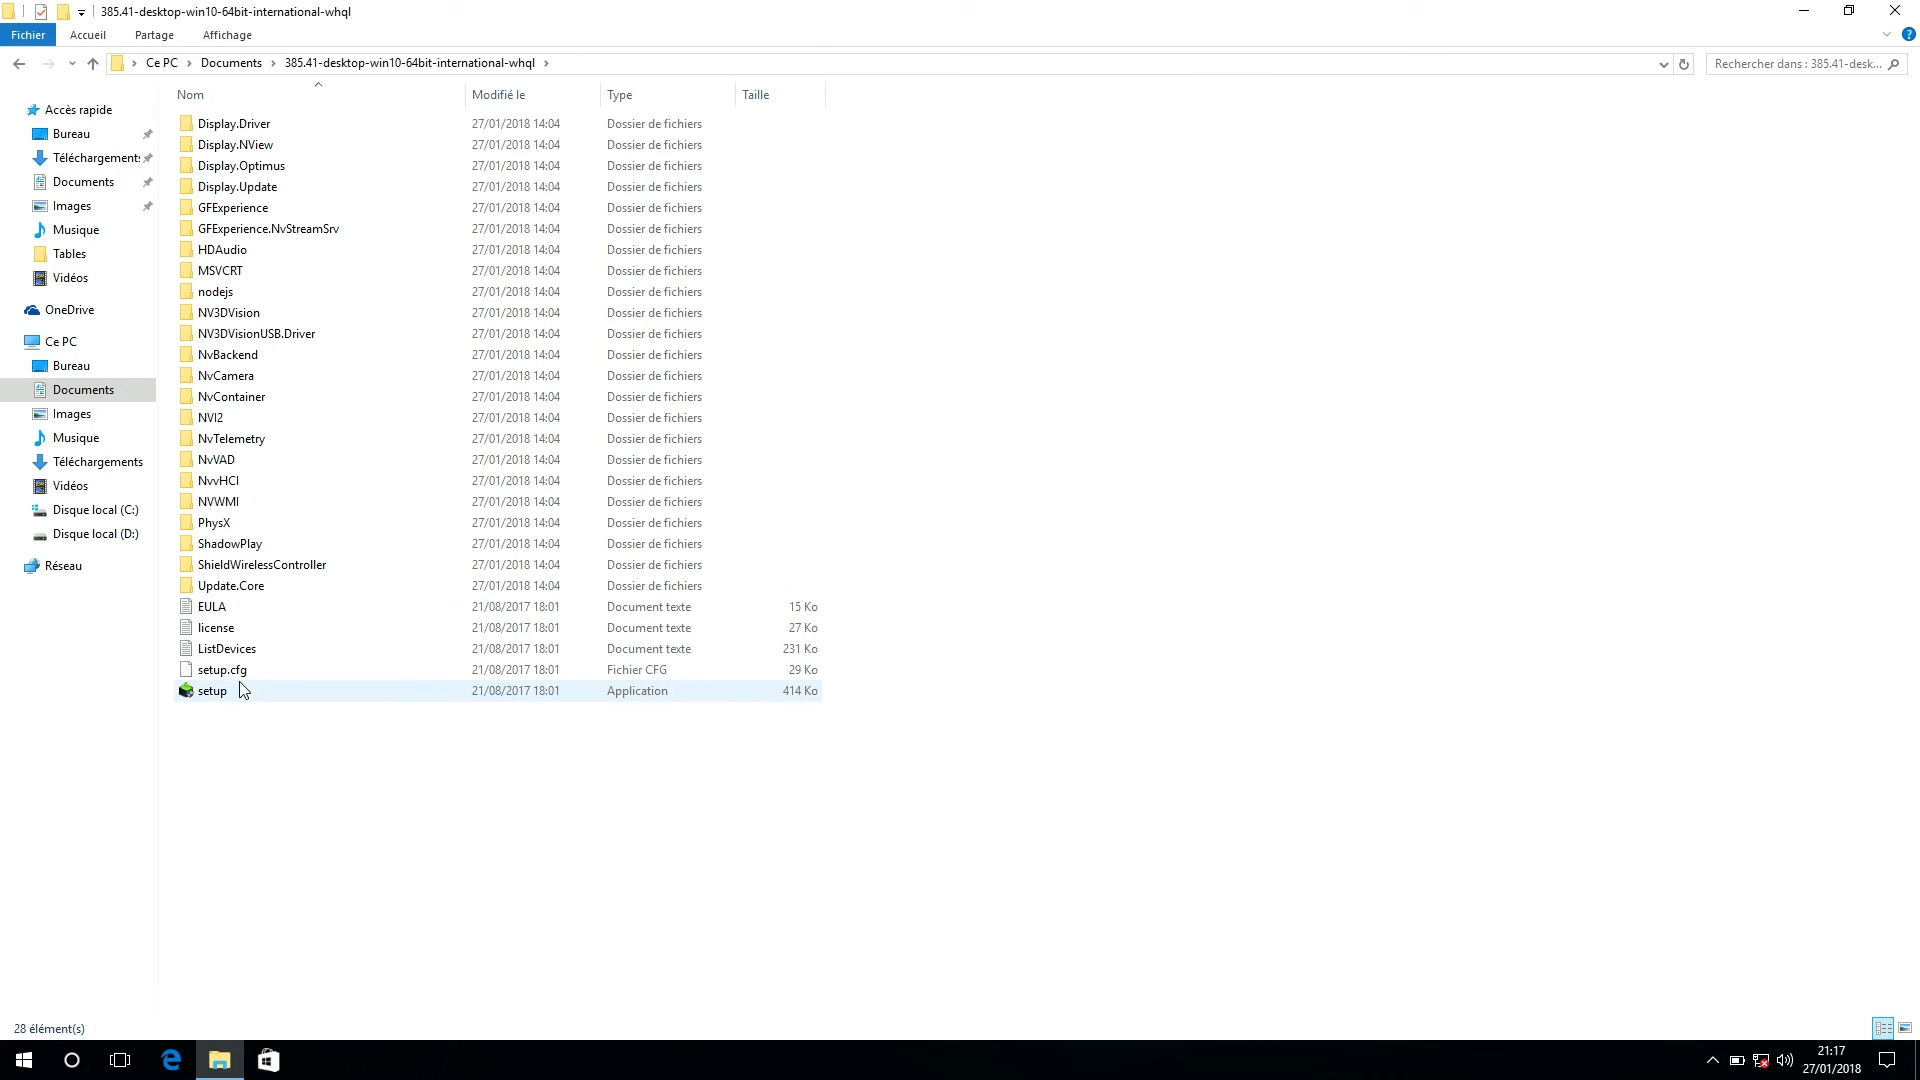 385.41-desktop-win10-64bit-international-whql
Fichier Accueil Partage Affichage
Ce PC Documents 385.41-desktop-win10-64bit-international-whql
Rechercher dans : 385.41-desk...
Accès rapide
Bureau
Téléchargements
Documents
Images
Musique
Tables
Vidéos
OneDrive
Ce PC
Bureau
Documents
Images
Musique
Téléchargements
Vidéos
Disque local (C:)
Disque local (D:)
Réseau
Nom Modifié le Type Taille
Display.Driver 27/01/2018 14:04 Dossier de fichiers
Display.NView 27/01/2018 14:04 Dossier de fichiers
Display.Optimus 27/01/2018 14:04 Dossier de fichiers
Display.Update 27/01/2018 14:04 Dossier de fichiers
GFExperience 27/01/2018 14:04 Dossier de fichiers
GFExperience.NvStreamSrv 27/01/2018 14:04 Dossier de fichiers
HDAudio 27/01/2018 14:04 Dossier de fichiers
MSVCRT 27/01/2018 14:04 Dossier de fichiers
nodejs 27/01/2018 14:04 Dossier de fichiers
NV3DVision 27/01/2018 14:04 Dossier de fichiers
NV3DVisionUSB.Driver 27/01/2018 14:04 Dossier de fichiers
NvBackend 27/01/2018 14:04 Dossier de fichiers
NvCamera 27/01/2018 14:04 Dossier de fichiers
NvContainer 27/01/2018 14:04 Dossier de fichiers
NVI2 27/01/2018 14:04 Dossier de fichiers
NvTelemetry 27/01/2018 14:04 Dossier de fichiers
NvVAD 27/01/2018 14:04 Dossier de fichiers
NvvHCI 27/01/2018 14:04 Dossier de fichiers
NVWMI 27/01/2018 14:04 Dossier de fichiers
PhysX 27/01/2018 14:04 Dossier de fichiers
ShadowPlay 27/01/2018 14:04 Dossier de fichiers
ShieldWirelessController 27/01/2018 14:04 Dossier de fichiers
Update.Core 27/01/2018 14:04 Dossier de fichiers
EULA 21/08/2017 18:01 Document texte 15 Ko
license 21/08/2017 18:01 Document texte 27 Ko
ListDevices 21/08/2017 18:01 Document texte 231 Ko
setup.cfg 21/08/2017 18:01 Fichier CFG 29 Ko
setup 21/08/2017 18:01 Application 414 Ko
28 élément(s)
21:17
27/01/2018